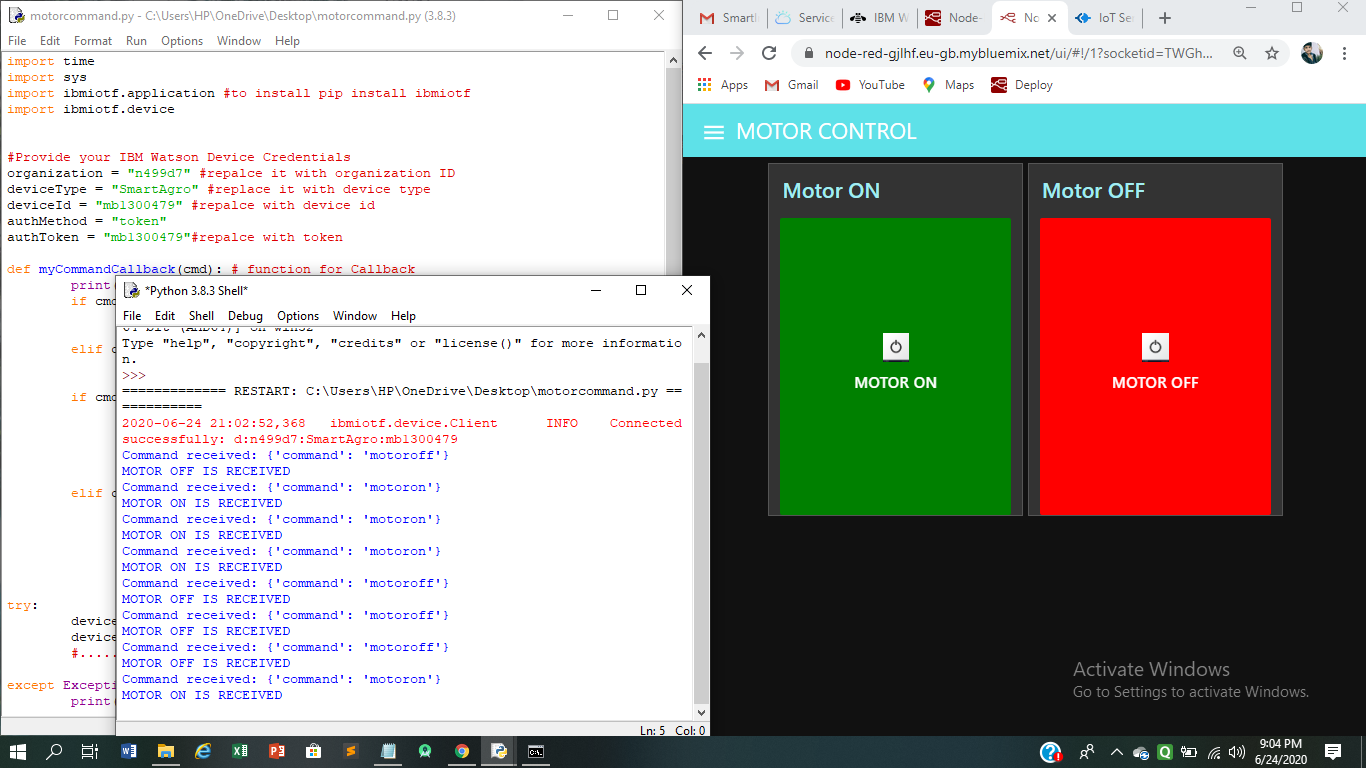 motorcommand.py - C:\Users\HP\OneDrive\Desktop\motorcommand.py (3.8.3)
File Edit Format Run Options Window Help
import time
import sys
import ibmiotf.application #to install pip install ibmiotf
import ibmiotf.device
#Provide your IBM Watson Device Credentials
organization = "n499d7" #repalce it with organization ID
deviceType = "SmartAgro" #replace it with device type
deviceId = "mb1300479" #repalce with device id
authMethod = "token"
authToken = "mb1300479"#repalce with token
def myCommandCallback(cmd): # function for Callback
print(
if cmd
elif c
if cmd
elif c
try:
device
device
#.....
except Excepti
print(
*Python 3.8.3 Shell*
File Edit Shell Debug Options Window Help
Type "help", "copyright", "credits" or "license()" for more informatio
n.
>>>
============= RESTART: C:\Users\HP\OneDrive\Desktop\motorcommand.py ==
===========
2020-06-24 21:02:52,368 ibmiotf.device.Client INFO Connected
successfully: d:n499d7:SmartAgro:mb1300479
Command received: {'command': 'motoroff'}
MOTOR OFF IS RECEIVED
Command received: {'command': 'motoron'}
MOTOR ON IS RECEIVED
Command received: {'command': 'motoron'}
MOTOR ON IS RECEIVED
Command received: {'command': 'motoron'}
MOTOR ON IS RECEIVED
Command received: {'command': 'motoroff'}
MOTOR OFF IS RECEIVED
Command received: {'command': 'motoroff'}
MOTOR OFF IS RECEIVED
Command received: {'command': 'motoroff'}
MOTOR OFF IS RECEIVED
Command received: {'command': 'motoron'}
MOTOR ON IS RECEIVED
Ln: 5 Col: 0
Smart Service IBM W Node- No IoT Se
node-red-gjlhf.eu-gb.mybluemix.net/ui/#!/1?socketid=TWGh...
Apps Gmail YouTube Maps Deploy
MOTOR CONTROL
Motor ON
MOTOR ON
Motor OFF
MOTOR OFF
Activate Windows
Go to Settings to activate Windows.
9:04 PM
6/24/2020